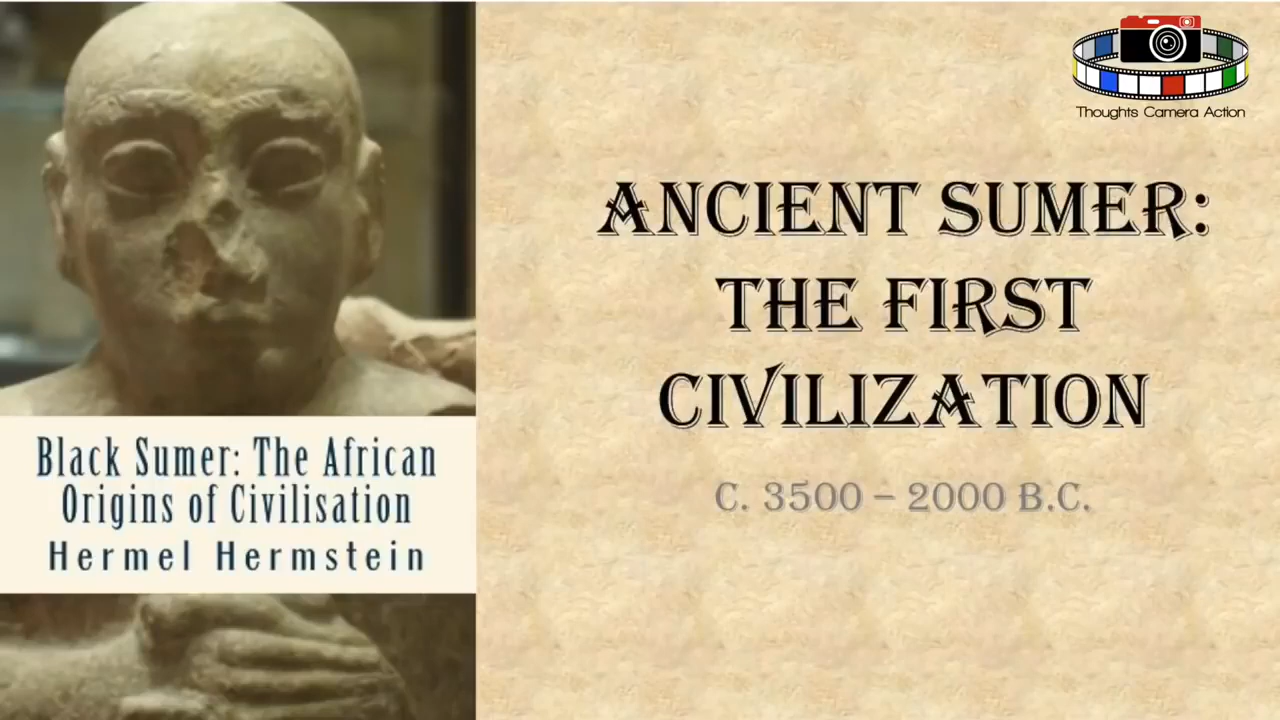 Black Sumer: The African
Origins of Civilisation
Hermel Hermstein
Thoughts Camera Action
ANCIENT SUMER:
THE FIRST
CIVILIZATION
C. 3500 – 2000 B.C.